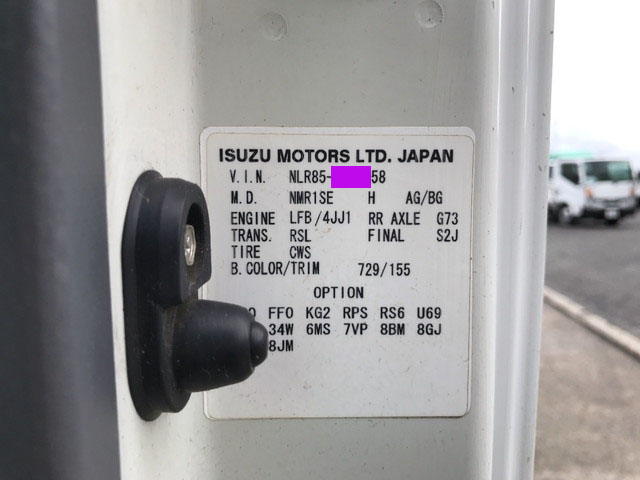 ISUZU MOTORS LTD. JAPAN
V.I.N. NLR85- 58
M.D. NMR1SE H AG/BG
ENGINE LFB/4JJ1 RR AXLE G73
TRANS. RSL FINAL S2J
TIRE CWS
B.COLOR/TRIM 729/155
OPTION
FFO KG2 RPS RS6 U69
34W 6MS 7VP 8BM 8GJ
8JM